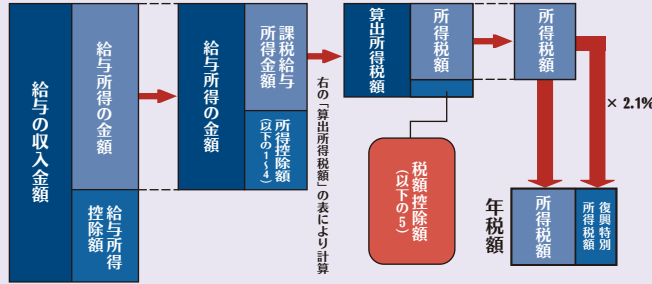 給与の収入金額
給与所得の金額
給与所得
控除額
給与所得の金額
課税給与
所得金額
所得控除額
(以下の1~4)
右の「算出所得税額」の表により計算
算出所得税額
所得税額
税額控除額
(以下の5)
所得税額
× 2.1%
年税額
所得税額
復興特別
所得税額